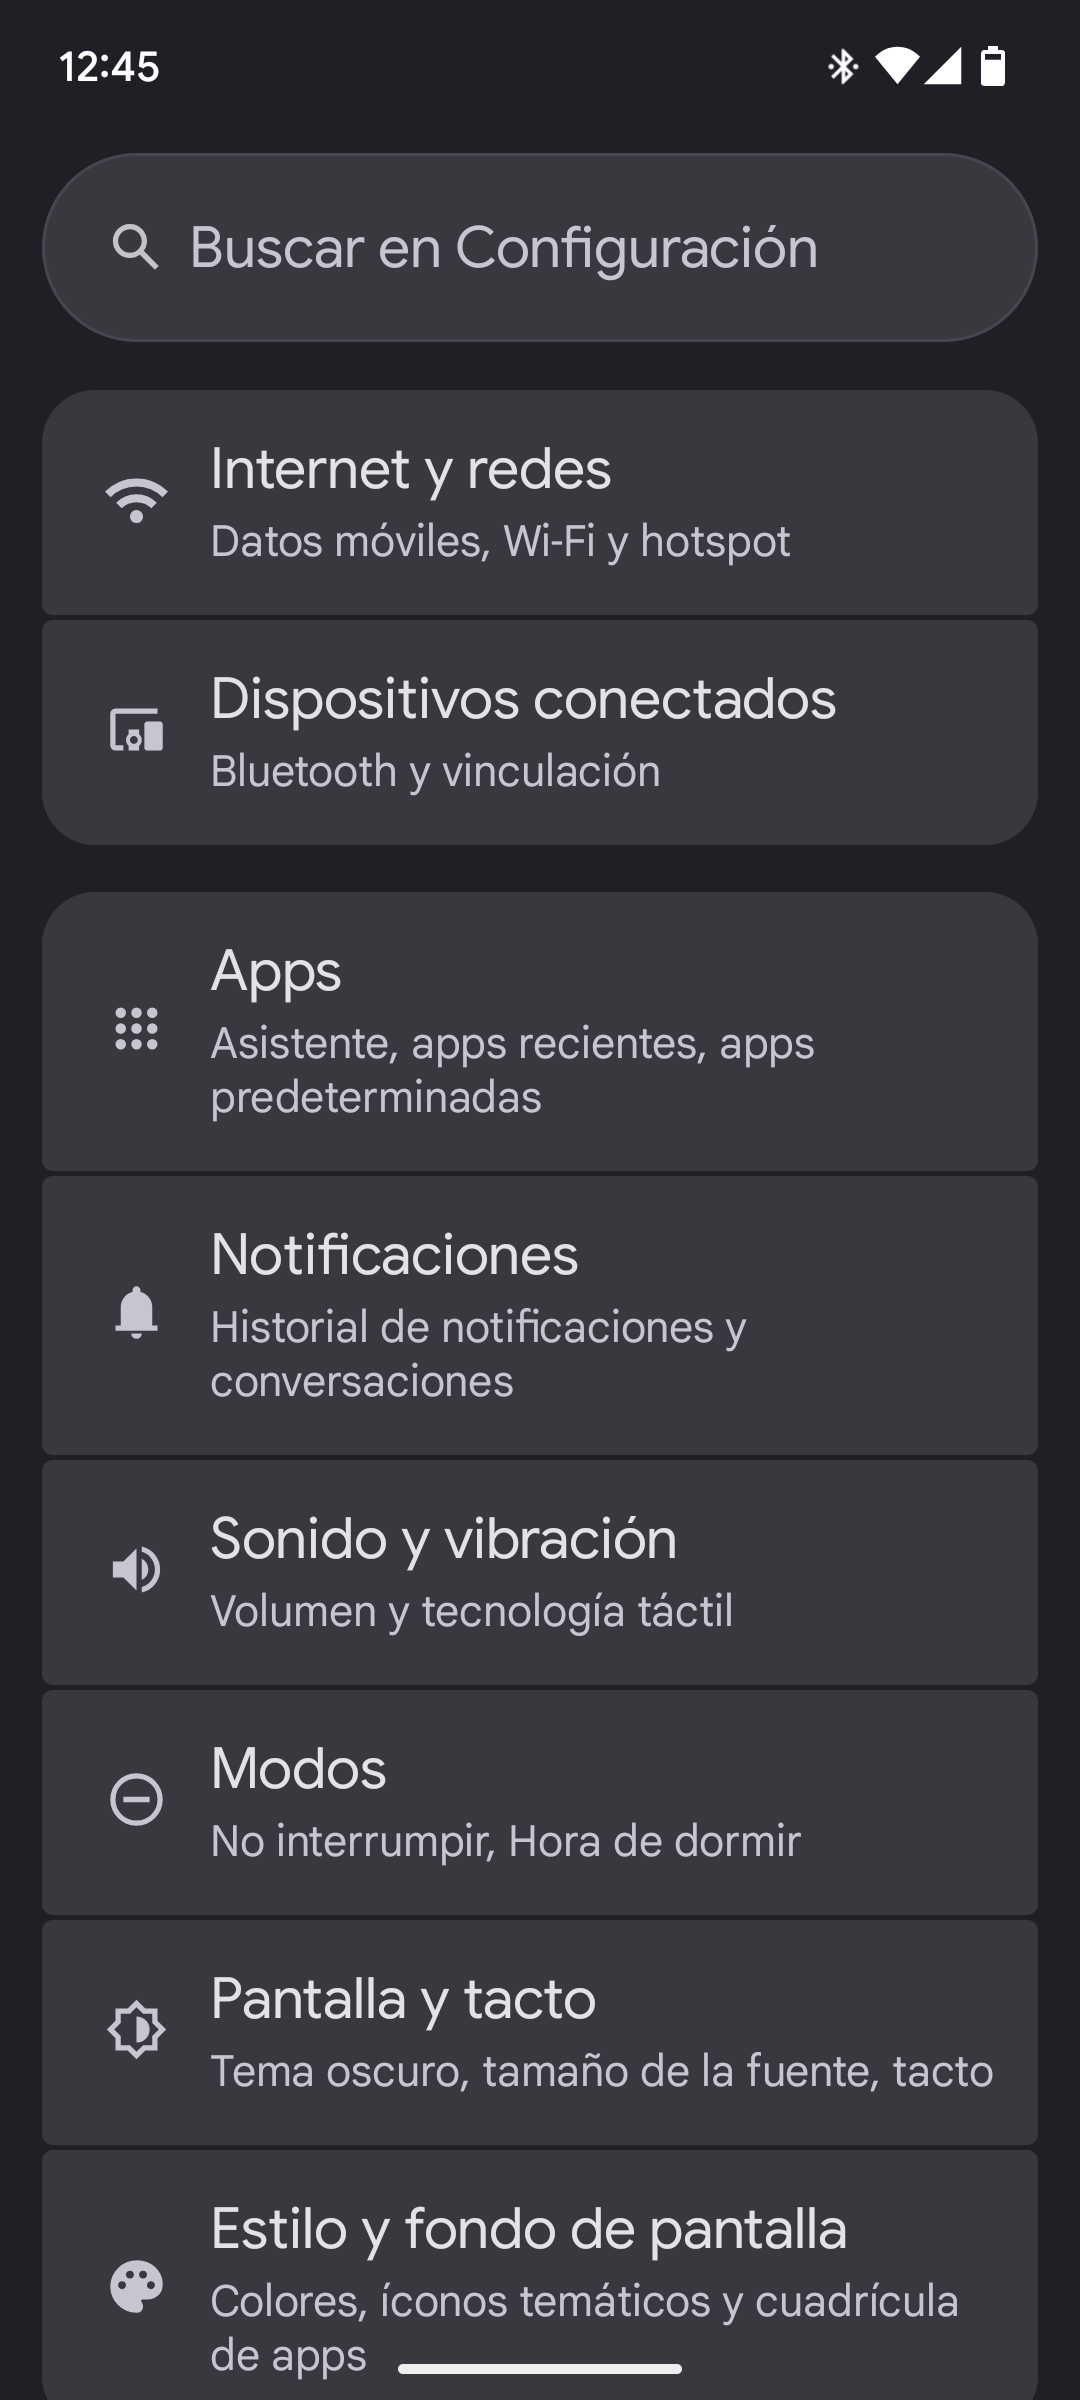 12:45
Buscar en Configuración
Internet y redes
Datos móviles, Wi-Fi y hotspot
Dispositivos conectados
Bluetooth y vinculación
Apps
Asistente, apps recientes, apps
predeterminadas
Notificaciones
Historial de notificaciones y
conversaciones
Sonido y vibración
Volumen y tecnología táctil
Modos
No interrumpir, Hora de dormir
Pantalla y tacto
Tema oscuro, tamaño de la fuente, tacto
Estilo y fondo de pantalla
Colores, íconos temáticos y cuadrícula
de apps